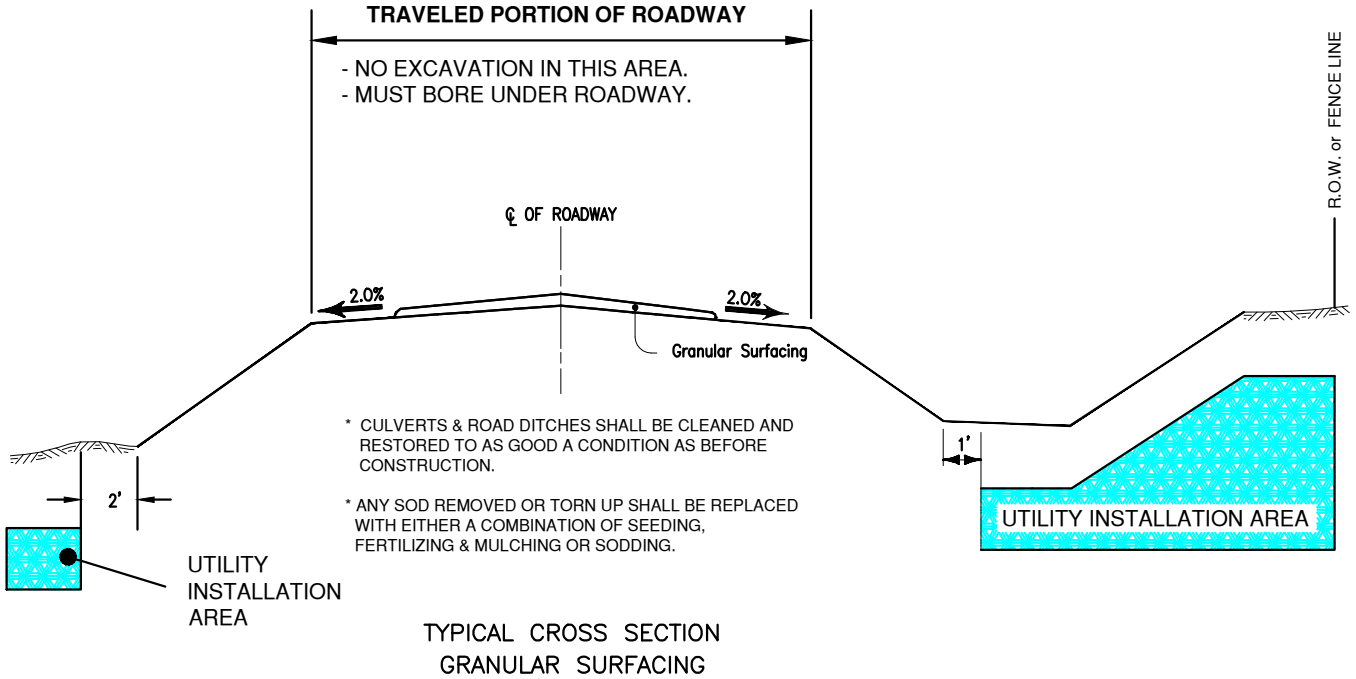 TRAVELED PORTION OF ROADWAY
- NO EXCAVATION IN THIS AREA.
- MUST BORE UNDER ROADWAY.
R.O.W. or FENCE LINE
℄ OF ROADWAY
2.0%
2.0%
Granular Surfacing
* CULVERTS & ROAD DITCHES SHALL BE CLEANED AND
RESTORED TO AS GOOD A CONDITION AS BEFORE
CONSTRUCTION.
1'
2'
* ANY SOD REMOVED OR TORN UP SHALL BE REPLACED
WITH EITHER A COMBINATION OF SEEDING,
FERTILIZING & MULCHING OR SODDING.
UTILITY INSTALLATION AREA
UTILITY
INSTALLATION
AREA
TYPICAL CROSS SECTION
GRANULAR SURFACING